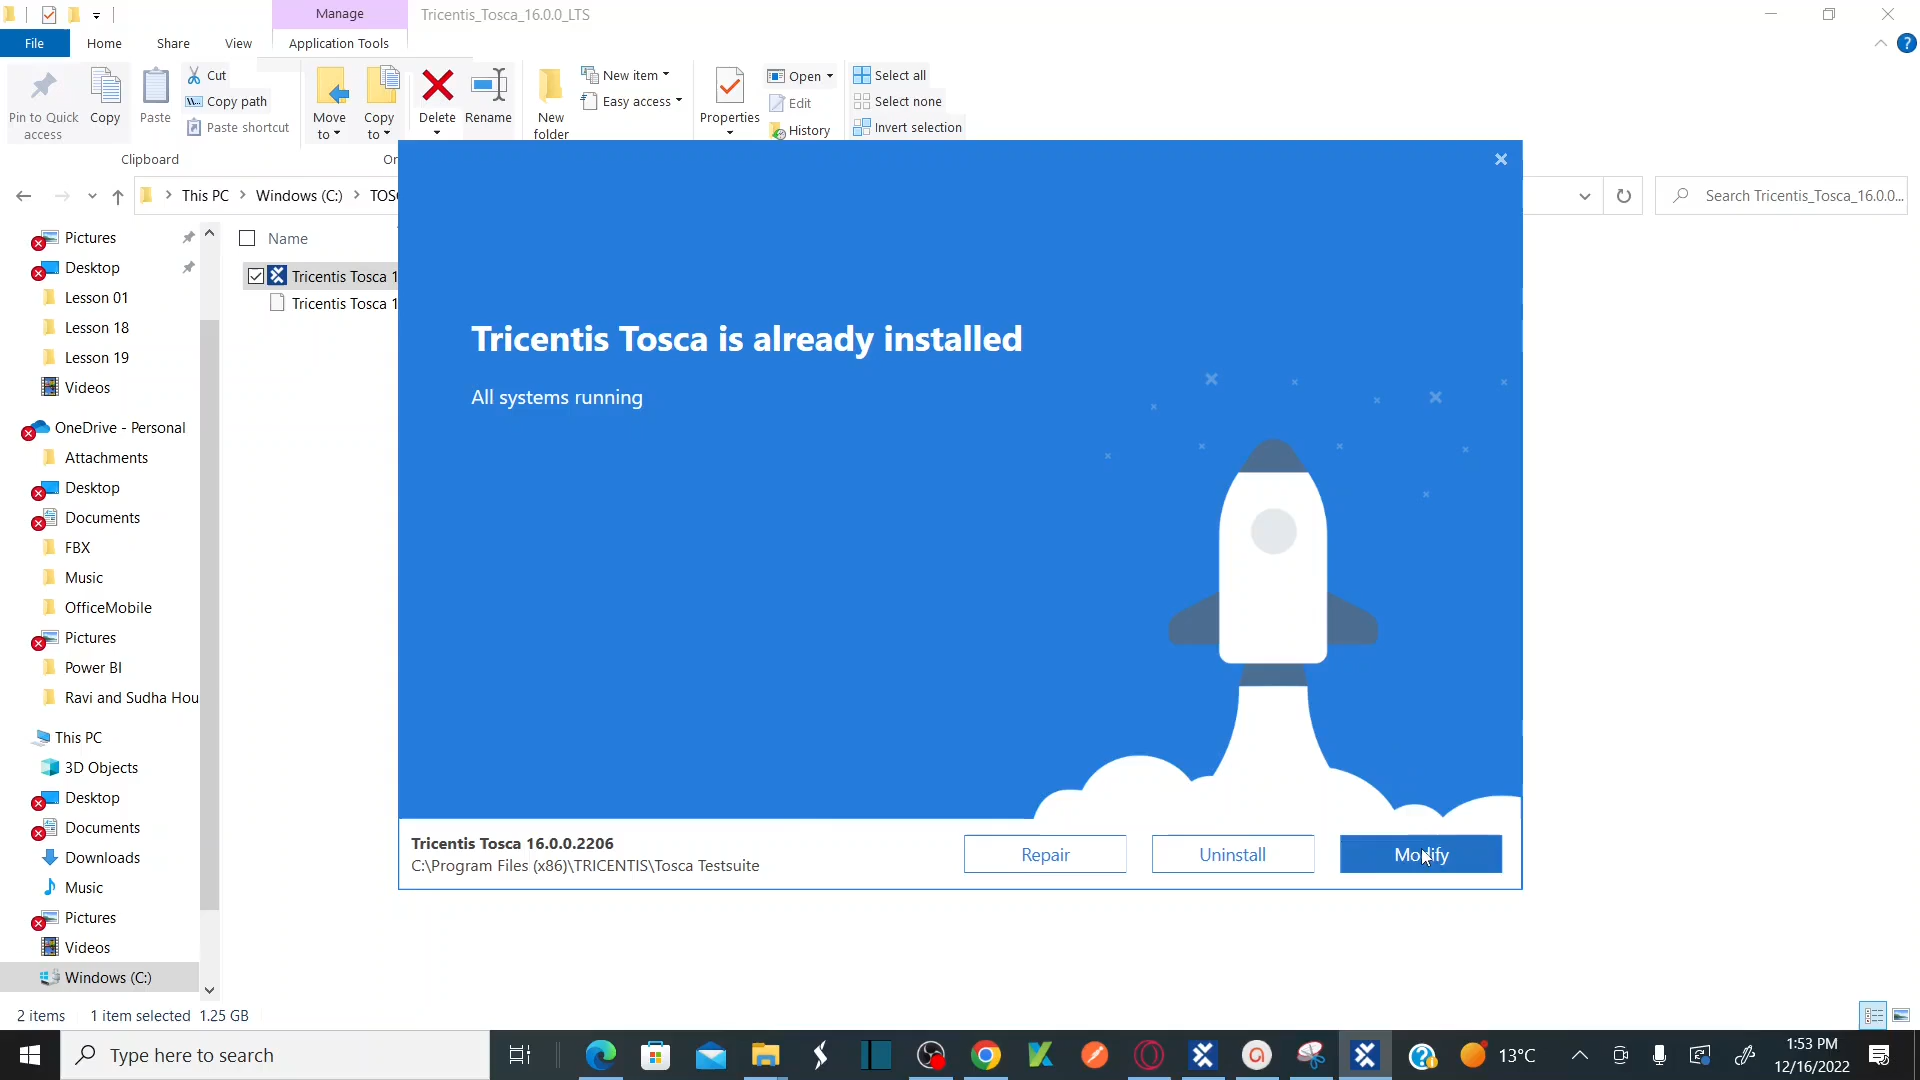 Manage
Tricentis_Tosca_16.0.0_LTS
File
Home
Share
View
Application Tools
Pin to Quick access
Copy
Paste
Cut
Copy path
Paste shortcut
Move to
Copy to
Delete
Rename
New folder
New item
Easy access
Properties
Open
Edit
History
Select all
Select none
Invert selection
Clipboard
Or
This PC
Windows (C:)
TOS
Search Tricentis_Tosca_16.0.0...
Name
Tricentis Tosca 1
Tricentis Tosca 1
Pictures
Desktop
Lesson 01
Lesson 18
Lesson 19
Videos
OneDrive - Personal
Attachments
Desktop
Documents
FBX
Music
OfficeMobile
Pictures
Power BI
Ravi and Sudha Hou
This PC
3D Objects
Desktop
Documents
Downloads
Music
Pictures
Videos
Windows (C:)
Tricentis Tosca is already installed
All systems running
Tricentis Tosca 16.0.0.2206
C:\Program Files (x86)\TRICENTIS\Tosca Testsuite
Repair
Uninstall
Modify
2 items
1 item selected 1.25 GB
Type here to search
13°C
1:53 PM
12/16/2022